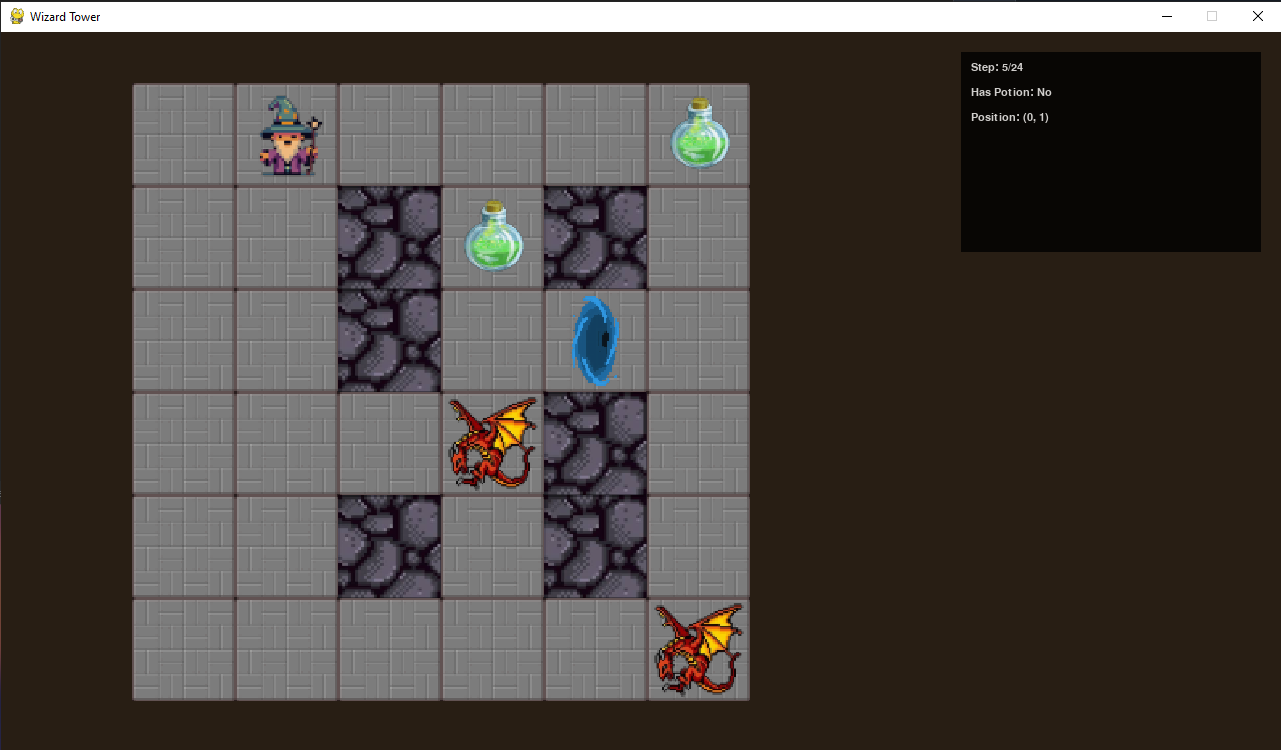 Wizard Tower
Step: 5/24
Has Potion: No
Position: (0, 1)